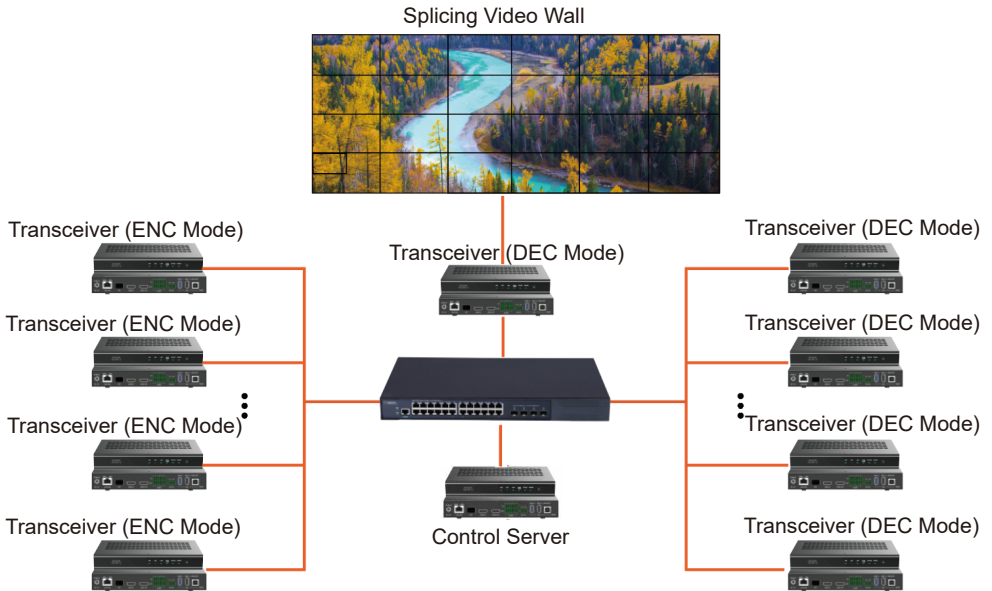 Splicing Video Wall
Transceiver (ENC Mode)
Transceiver (DEC Mode)
Transceiver (DEC Mode)
Transceiver (ENC Mode)
Transceiver (DEC Mode)
Transceiver (ENC Mode)
Transceiver (DEC Mode)
Transceiver (ENC Mode)
Control Server
Transceiver (DEC Mode)